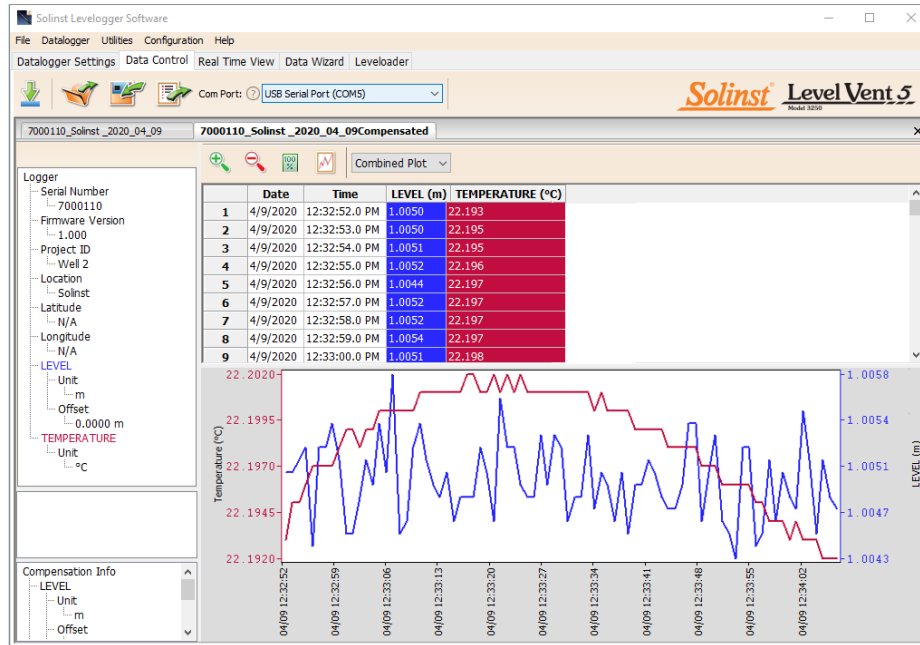 Solinst Levelogger Software
File Datalogger Utilities Configuration Help
Datalogger Settings Data Control Real Time View Data Wizard Leveloader
Com Port: ? USB Serial Port (COM5)
Solinst Level Vent 5
Model 3250
7000110_Solinst _2020_04_09 7000110_Solinst _2020_04_09Compensated
100 %
Combined Plot
Logger
Serial Number
7000110
Firmware Version
1.000
Project ID
Well 2
Location
Solinst
Latitude
N/A
Longitude
N/A
LEVEL
Unit
m
Offset
0.0000 m
TEMPERATURE
Unit
°C
Compensation Info
LEVEL
Unit
m
Offset
Date Time LEVEL (m) TEMPERATURE (°C)
1 4/9/2020 12:32:52.0 PM 1.0050 22.193
2 4/9/2020 12:32:53.0 PM 1.0050 22.195
3 4/9/2020 12:32:54.0 PM 1.0051 22.195
4 4/9/2020 12:32:55.0 PM 1.0052 22.196
5 4/9/2020 12:32:56.0 PM 1.0044 22.197
6 4/9/2020 12:32:57.0 PM 1.0052 22.197
7 4/9/2020 12:32:58.0 PM 1.0052 22.197
8 4/9/2020 12:32:59.0 PM 1.0054 22.197
9 4/9/2020 12:33:00.0 PM 1.0051 22.198
Temperature (°C)
22.2020
22.1995
22.1970
22.1945
22.1920
1.0058
1.0054
1.0051
1.0047
1.0043
LEVEL (m)
04/09 12:32:52
04/09 12:32:59
04/09 12:33:06
04/09 12:33:13
04/09 12:33:20
04/09 12:33:27
04/09 12:33:34
04/09 12:33:41
04/09 12:33:48
04/09 12:33:55
04/09 12:34:02